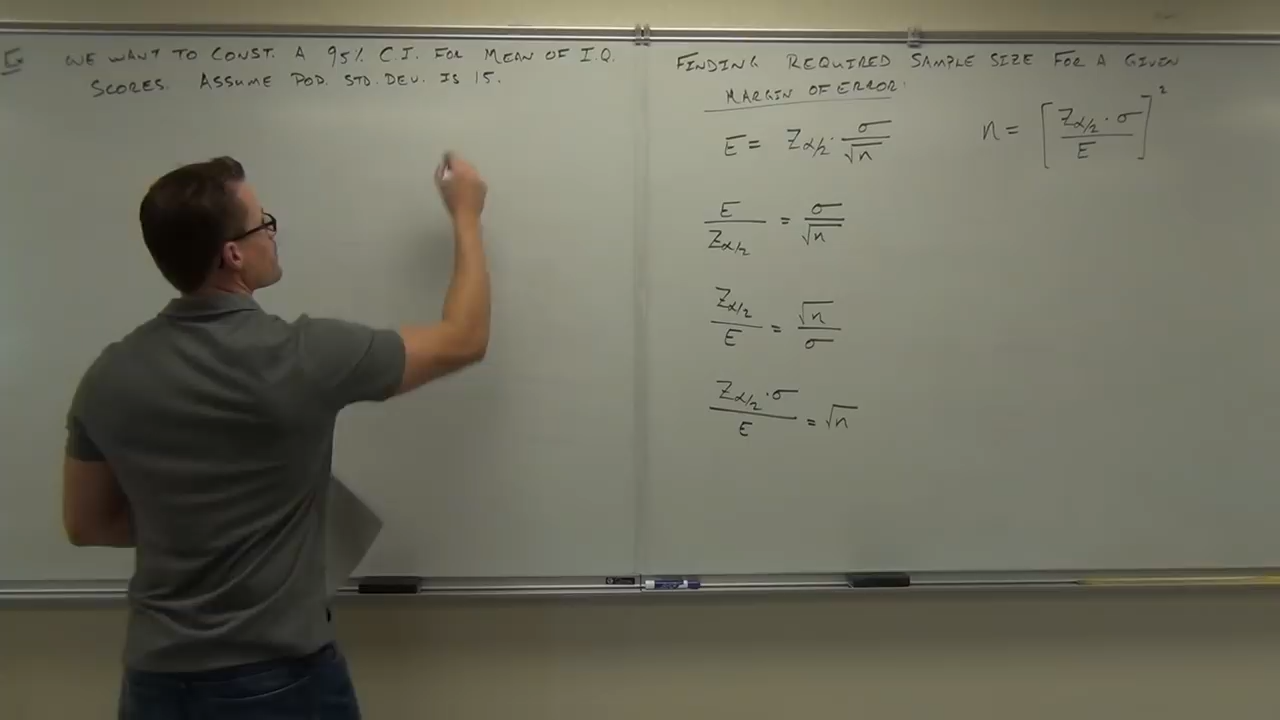 Ex WE WANT TO CONST. A 95% C.I. FOR MEAN OF I.Q.
SCORES. ASSUME POP. STD. DEV. IS 15.
FINDING REQUIRED SAMPLE SIZE FOR A GIVEN
MARGIN OF ERROR.
E = Zα/2 · σ/√n
n = [Zα/2 · σ / E]²
E/Zα/2 = σ/√n
Zα/2/E = √n/σ
Zα/2 · σ/E = √n